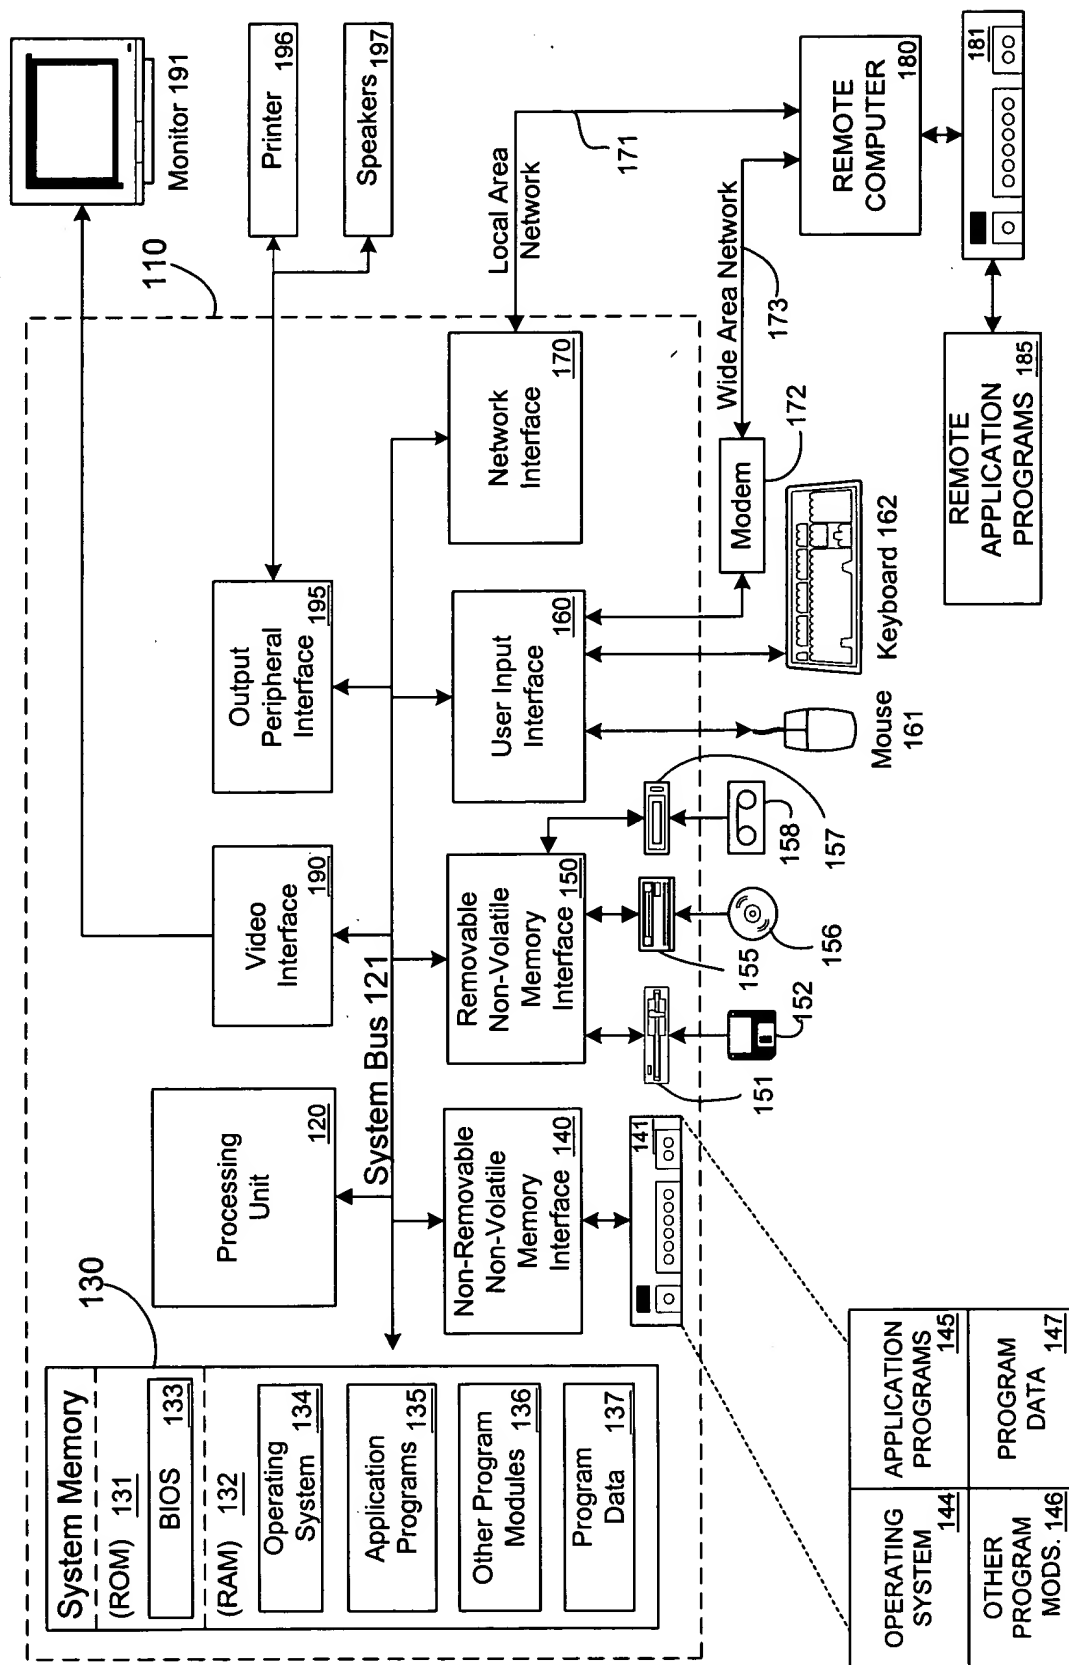 System Memory
(ROM) 131
BIOS 133
(RAM) 132
Operating
System 134
Application
Programs 135
Other Program
Modules 136
Program
Data 137
130
Processing
Unit
120
Video
Interface
190
Output
Peripheral
Interface
195
110
Monitor 191
Printer 196
Speakers 197
System Bus 121
Non-Removable
Non-Volatile
Memory
Interface 140
Removable
Non-Volatile
Memory
Interface 150
User Input
Interface
160
Network
Interface
170
Local Area
Network
171
Wide Area Network
173
Modem
172
141
151
152
155
156
157
158
Mouse
161
Keyboard 162
REMOTE
COMPUTER
180
181
REMOTE
APPLICATION
PROGRAMS 185
OPERATING
SYSTEM 144
APPLICATION
PROGRAMS 145
OTHER
PROGRAM
MODS. 146
PROGRAM
DATA 147